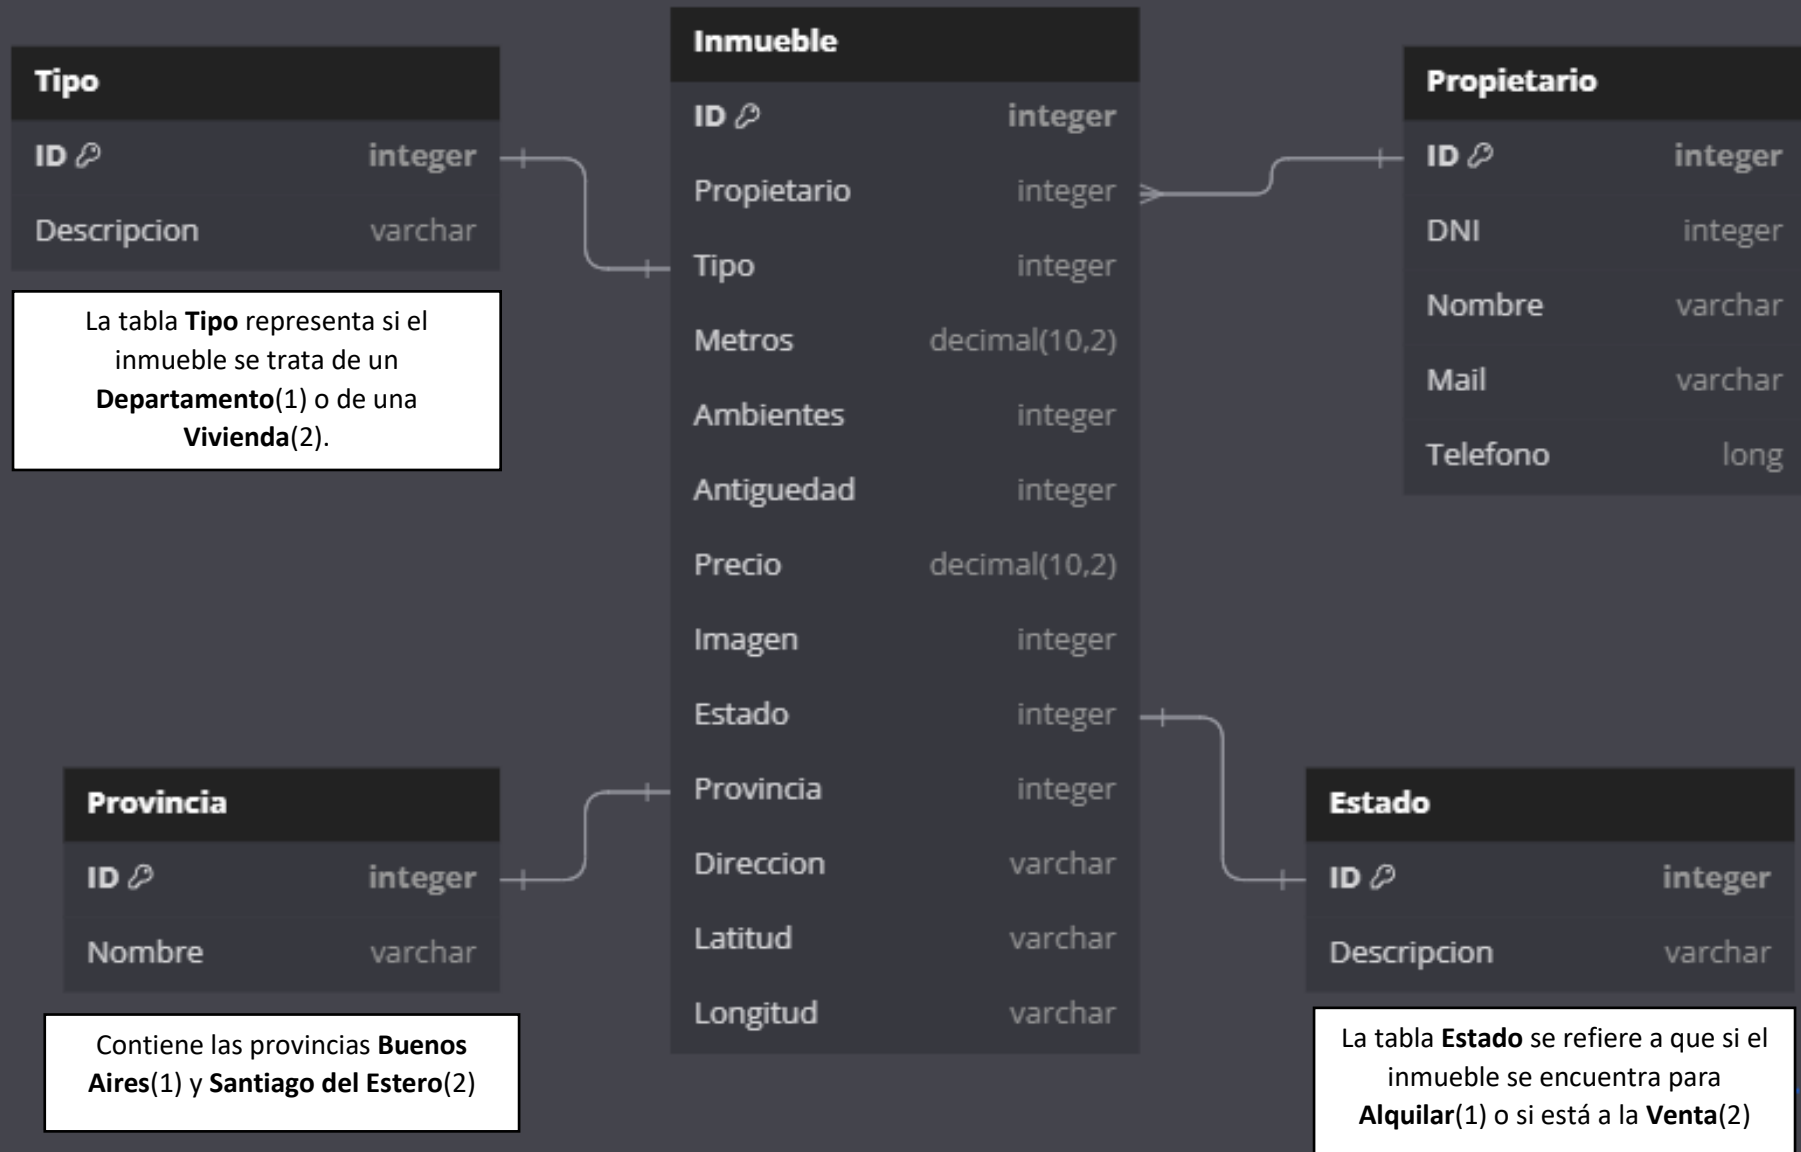 Tipo
ID integer
Descripcion varchar
La tabla Tipo representa si el
inmueble se trata de un
Departamento(1) o de una
Vivienda(2).
Inmueble
ID integer
Propietario integer
Tipo integer
Metros decimal(10,2)
Ambientes integer
Antiguedad integer
Precio decimal(10,2)
Imagen integer
Estado integer
Provincia integer
Direccion varchar
Latitud varchar
Longitud varchar
Propietario
ID integer
DNI integer
Nombre varchar
Mail varchar
Telefono long
Provincia
ID integer
Nombre varchar
Contiene las provincias Buenos
Aires(1) y Santiago del Estero(2)
Estado
ID integer
Descripcion varchar
La tabla Estado se refiere a que si el
inmueble se encuentra para
Alquilar(1) o si está a la Venta(2)